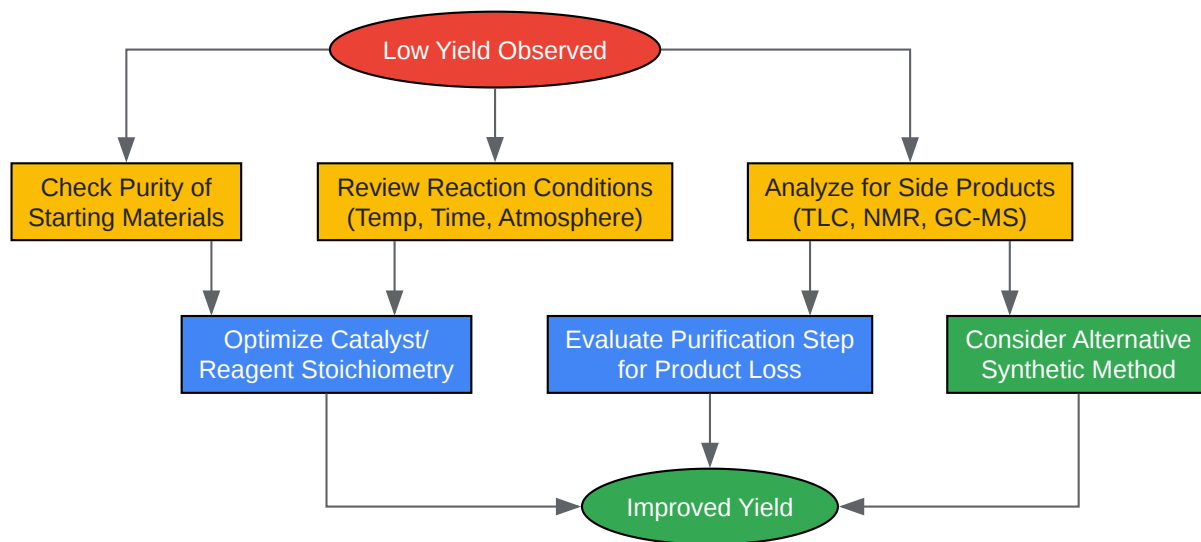 Low Yield Observed
Check Purity of
Starting Materials
Review Reaction Conditions
(Temp, Time, Atmosphere)
Analyze for Side Products
(TLC, NMR, GC-MS)
Optimize Catalyst/
Reagent Stoichiometry
Evaluate Purification Step
for Product Loss
Consider Alternative
Synthetic Method
Improved Yield